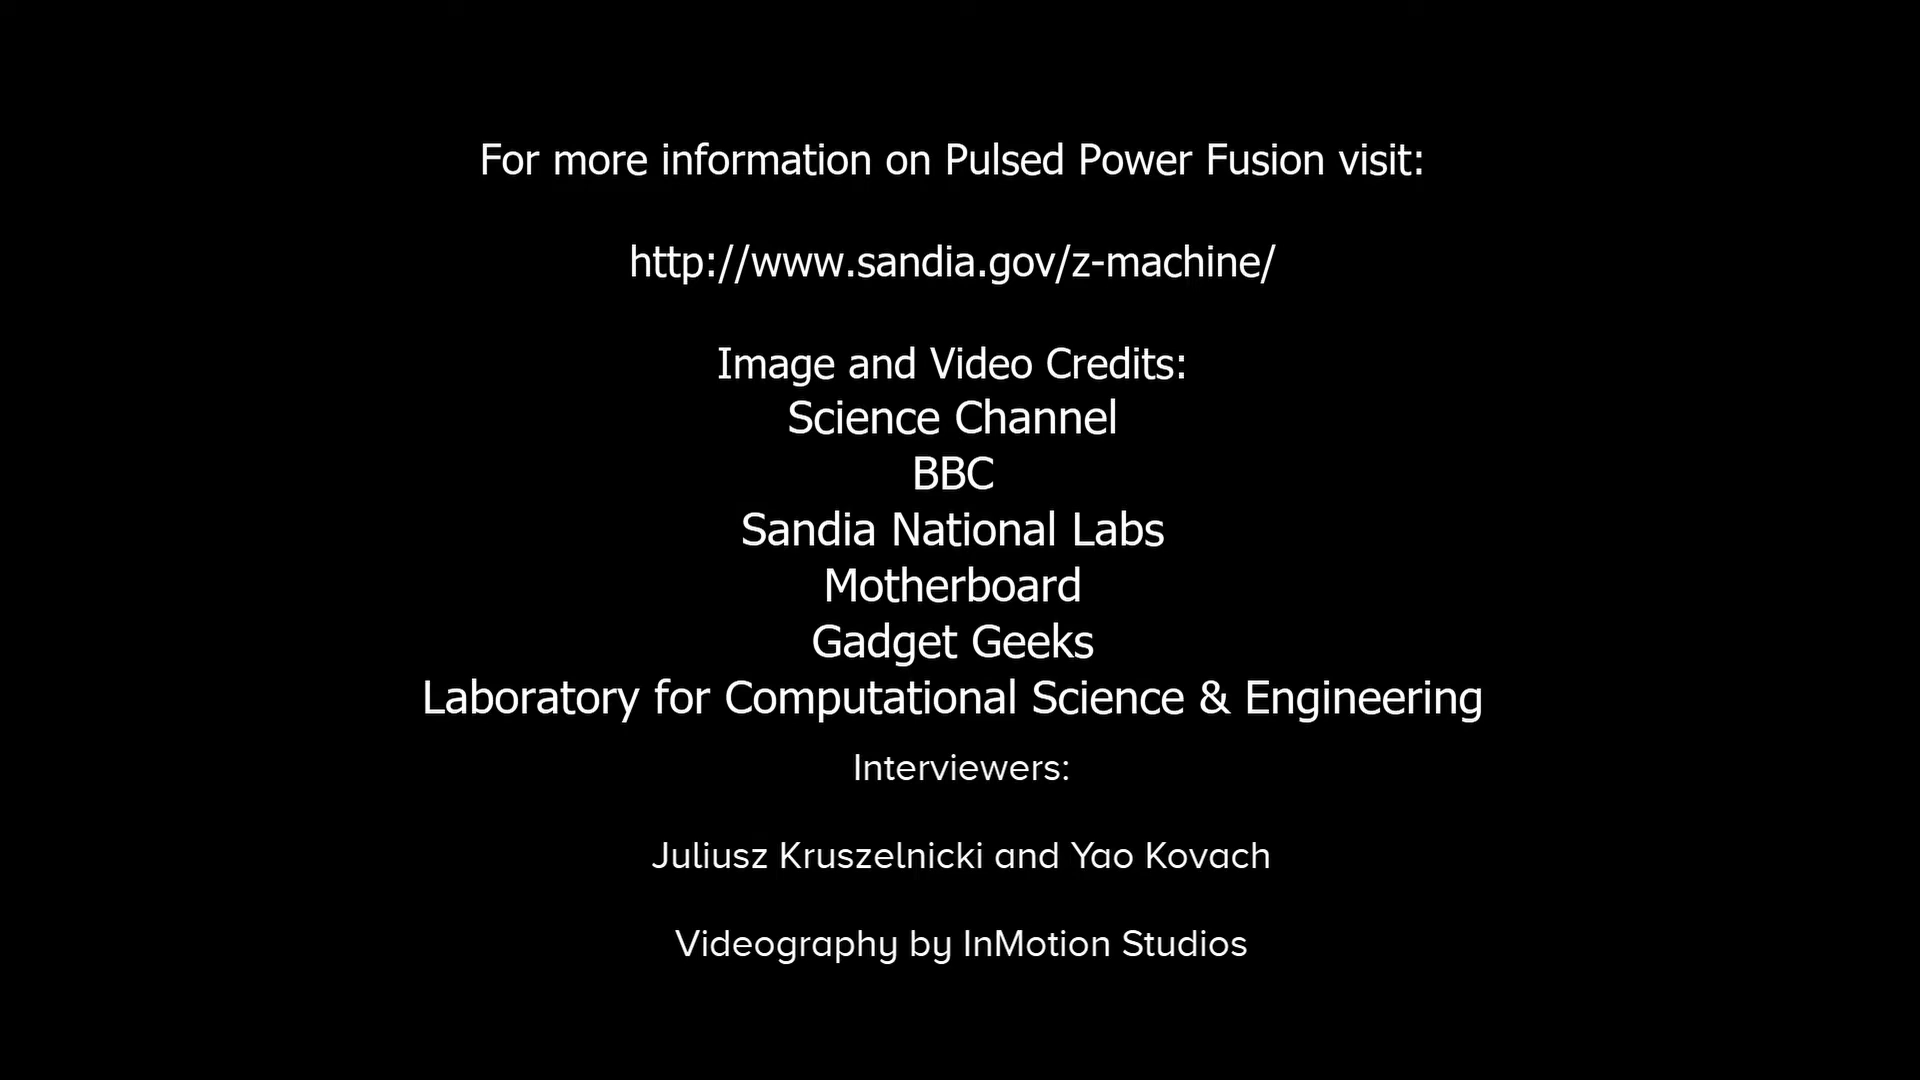 For more information on Pulsed Power Fusion visit:
http://www.sandia.gov/z-machine/
Image and Video Credits:
Science Channel
BBC
Sandia National Labs
Motherboard
Gadget Geeks
Laboratory for Computational Science & Engineering
Interviewers:
Juliusz Kruszelnicki and Yao Kovach
Videography by InMotion Studios